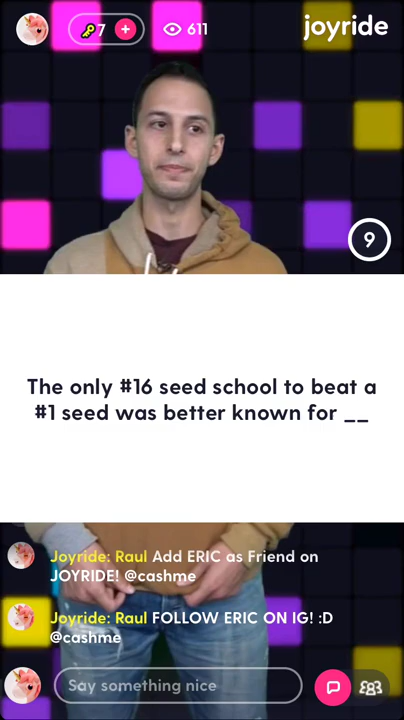 7
611
joyride
9
The only #16 seed school to beat a
#1 seed was better known for __
Joyride: Raul Add ERIC as Friend on
JOYRIDE! @cashme
Joyride: Raul FOLLOW ERIC ON IG! :D
@cashme
Say something nice